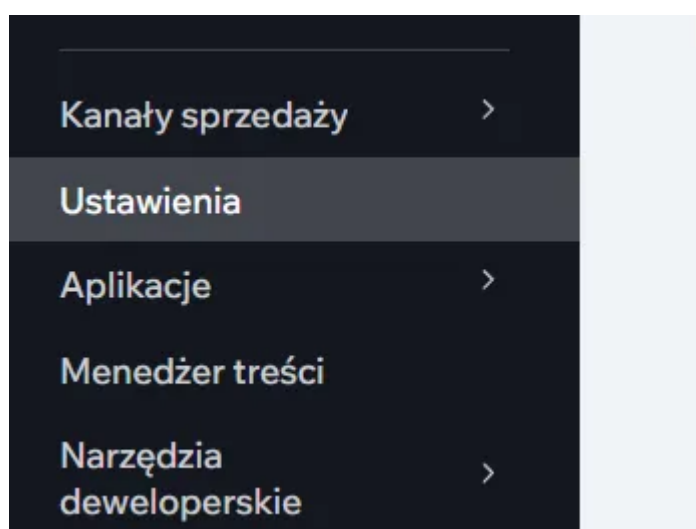 Kanały sprzedaży
Ustawienia
Aplikacje
Menedżer treści
Narzędzia
deweloperskie